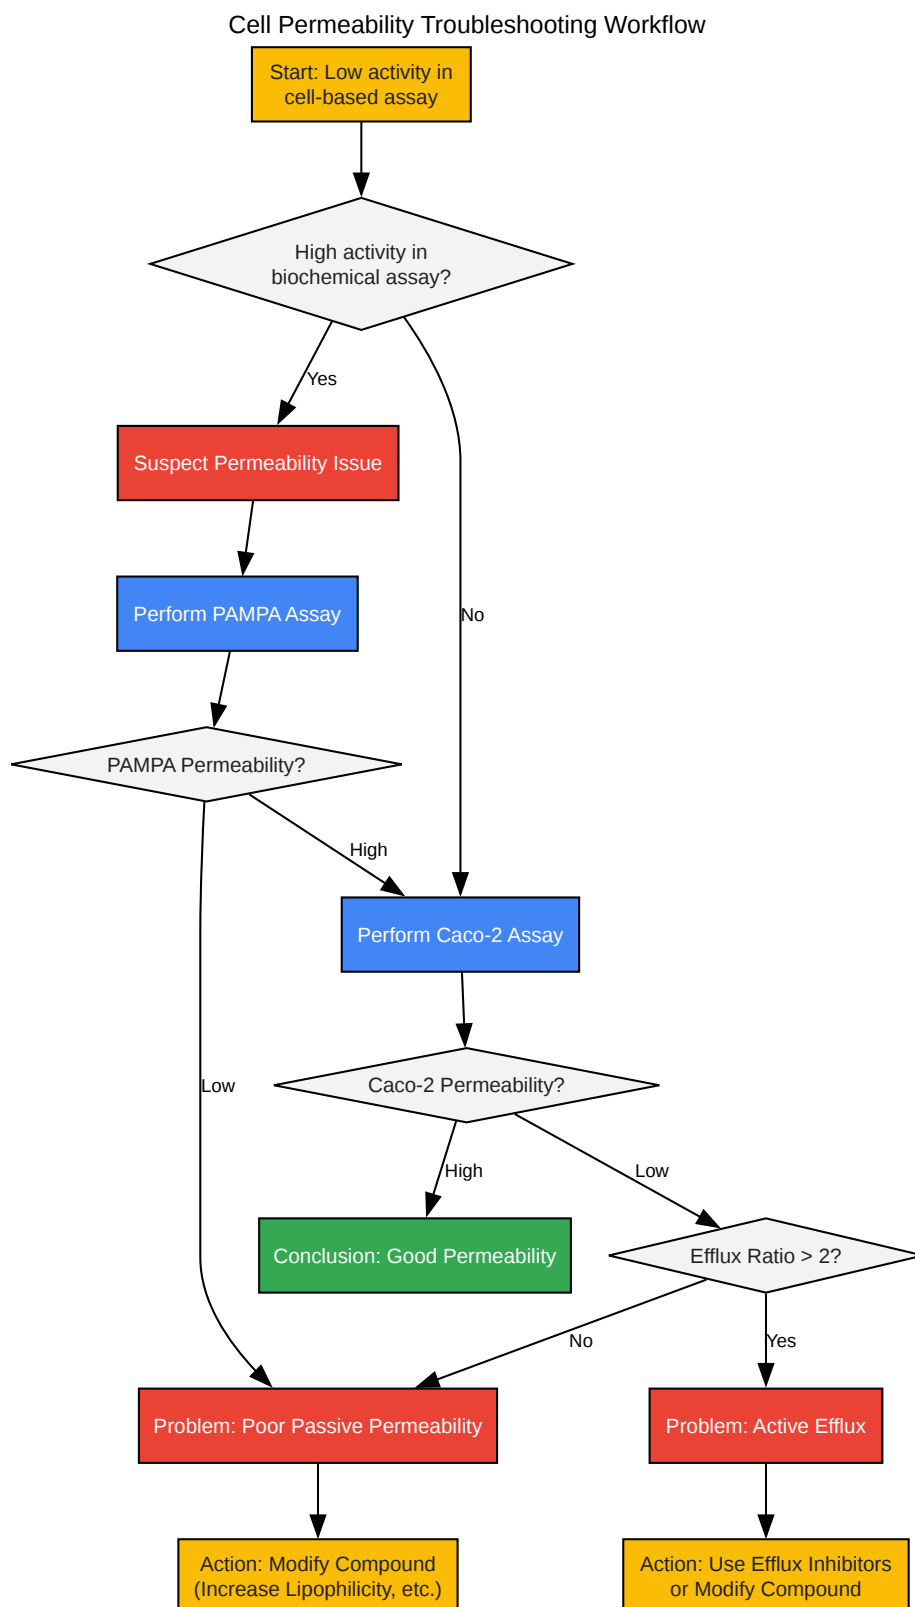 Cell Permeability Troubleshooting Workflow
Start: Low activity in
cell-based assay
High activity in
biochemical assay?
Yes
Suspect Permeability Issue
Perform PAMPA Assay
No
PAMPA Permeability?
High
Perform Caco-2 Assay
Low
Caco-2 Permeability?
High
Low
Conclusion: Good Permeability
Efflux Ratio > 2?
No
Yes
Problem: Poor Passive Permeability
Problem: Active Efflux
Action: Modify Compound
(Increase Lipophilicity, etc.)
Action: Use Efflux Inhibitors
or Modify Compound